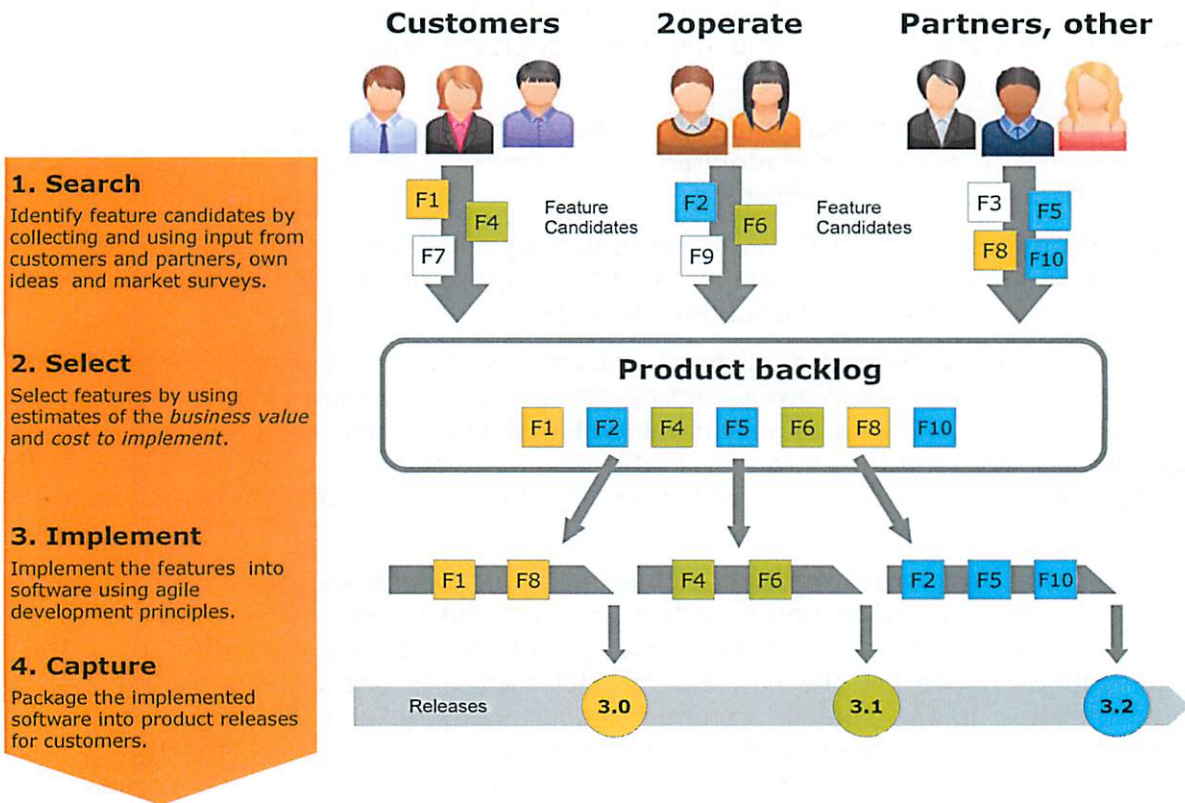 Customers
2operate
Partners, other
1. Search
Identify feature candidates by
collecting and using input from
customers and partners, own
ideas and market surveys.
F1
F4
F7
Feature
Candidates
F2
F6
F9
Feature
Candidates
F3
F5
F8
F10
2. Select
Select features by using
estimates of the business value
and cost to implement.
Product backlog
F1 F2 F4 F5 F6 F8 F10
3. Implement
Implement the features into
software using agile
development principles.
F1 F8
F4 F6
F2 F5 F10
4. Capture
Package the implemented
software into product releases
for customers.
Releases
3.0
3.1
3.2